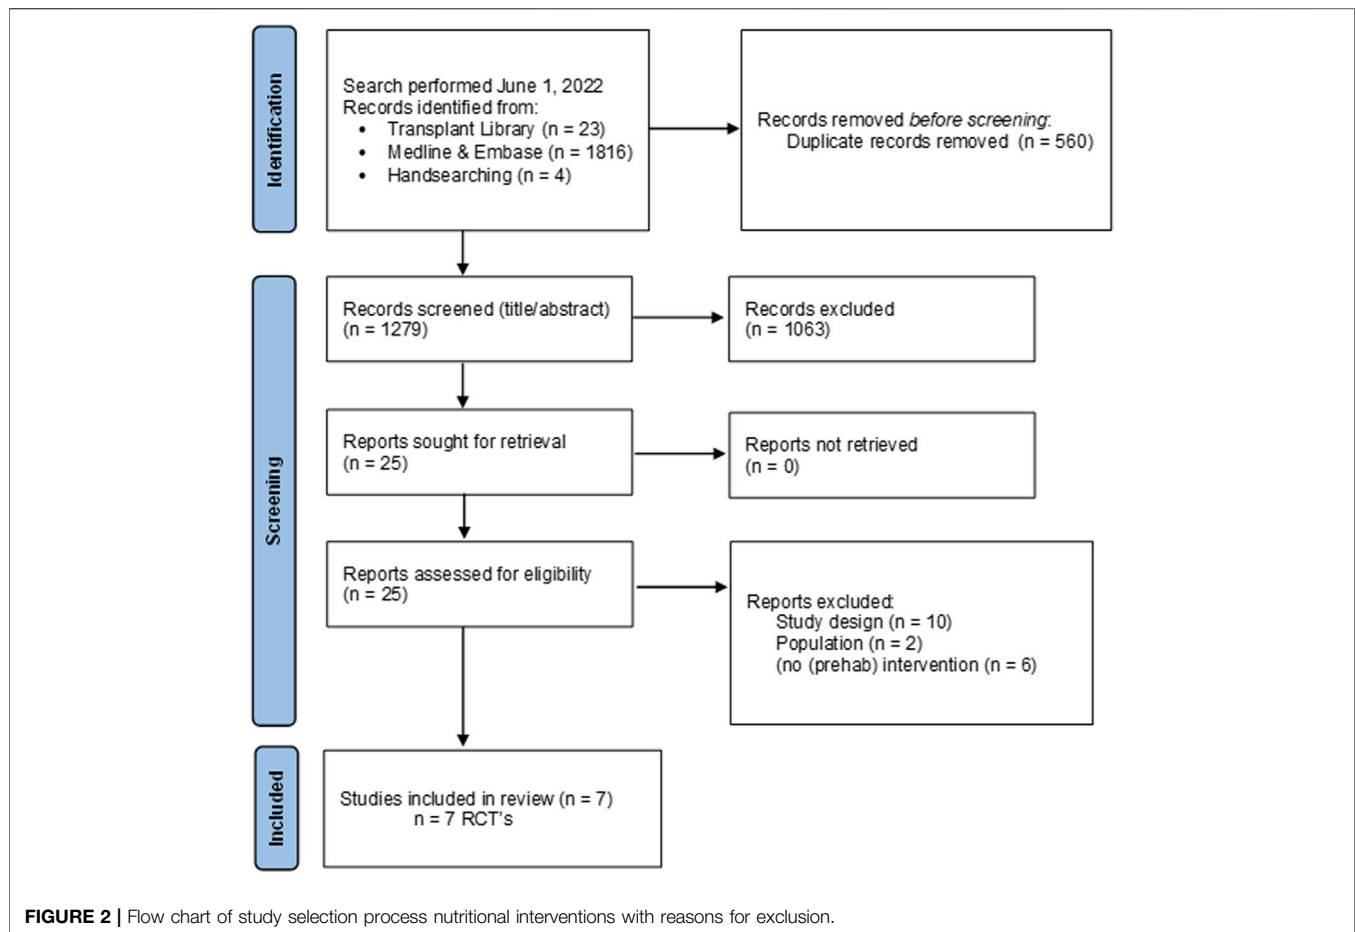 Identification
Search performed June 1, 2022
Records identified from:
• Transplant Library (n = 23)
• Medline & Embase (n = 1816)
• Handsearching (n = 4)
Records removed before screening:
Duplicate records removed (n = 560)
Screening
Records screened (title/abstract)
(n = 1279)
Records excluded
(n = 1063)
Reports sought for retrieval
(n = 25)
Reports not retrieved
(n = 0)
Reports assessed for eligibility
(n = 25)
Reports excluded:
Study design (n = 10)
Population (n = 2)
(no (prehab) intervention (n = 6)
Included
Studies included in review (n = 7)
n = 7 RCT's
FIGURE 2 | Flow chart of study selection process nutritional interventions with reasons for exclusion.